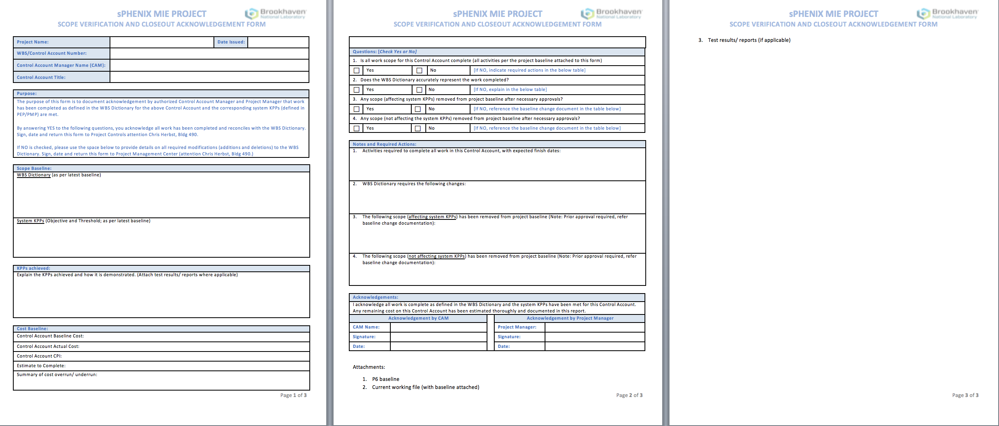 sPHENIX MIE PROJECT
Brookhaven
National Laboratory
SCOPE VERIFICATION AND CLOSEOUT ACKNOWLEDGEMENT FORM
Project Name:
Date Issued:
WBS/Control Account Number:
Control Account Manager Name (CAM):
Control Account Title:
Purpose:
The purpose of this form is to document acknowledgement by authorized Control Account Manager and Project Manager that work
has been completed as defined in the WBS Dictionary for the above Control Account and the corresponding system KPPs (defined in
PEP/PMP) are met.
By answering YES to the following questions, you acknowledge all work has been completed and reconciles with the WBS Dictionary.
Sign, date and return this form to Project Controls attention Chris Herbst, Bldg 490.
If NO is checked, please use the space below to provide details on all required modifications (additions and deletions) to the WBS
Dictionary. Sign, date and return this form to Project Management Center (attention Chris Herbst, Bldg 490.)
Scope Baseline:
WBS Dictionary (as per latest baseline)
System KPPs (Objective and Threshold; as per latest baseline)
KPPs achieved:
Explain the KPPs achieved and how it is demonstrated. (Attach test results/ reports where applicable)
Cost Baseline:
Control Account Baseline Cost:
Control Account Actual Cost:
Control Account CPI:
Estimate to Complete:
Summary of cost overrun/ underrun:
Page 1 of 3
sPHENIX MIE PROJECT
Brookhaven
National Laboratory
SCOPE VERIFICATION AND CLOSEOUT ACKNOWLEDGEMENT FORM
Questions: [Check Yes or No]
1. Is all work scope for this Control Account complete (all activities per the project baseline attached to this form)
Yes No [If NO, indicate required actions in the below table]
2. Does the WBS Dictionary accurately represent the work completed?
Yes No [If NO, explain in the below table]
3. Any scope (affecting system KPPs) removed from project baseline after necessary approvals?
Yes No [If NO, reference the baseline change document in the table below]
4. Any scope (not affecting the system KPPs) removed from project baseline after necessary approvals?
Yes No [If NO, reference the baseline change document in the table below]
Notes and Required Actions:
1. Activities required to complete all work in this Control Account, with expected finish dates:
2. WBS Dictionary requires the following changes:
3. The following scope (affecting system KPPs) has been removed from project baseline (Note: Prior approval required, refer
baseline change documentation):
4. The following scope (not affecting system KPPs) has been removed from project baseline (Note: Prior approval required, refer
baseline change documentation):
Acknowledgements:
I acknowledge all work is complete as defined in the WBS Dictionary and the system KPPs have been met for this Control Account.
Any remaining cost on this Control Account has been estimated thoroughly and documented in this report.
Acknowledgement by CAM
Acknowledgement by Project Manager
CAM Name:
Project Manager:
Signature:
Signature:
Date:
Date:
Attachments:
1. P6 baseline
2. Current working file (with baseline attached)
Page 2 of 3
sPHENIX MIE PROJECT
Brookhaven
National Laboratory
SCOPE VERIFICATION AND CLOSEOUT ACKNOWLEDGEMENT FORM
3. Test results/ reports (if applicable)
Page 3 of 3